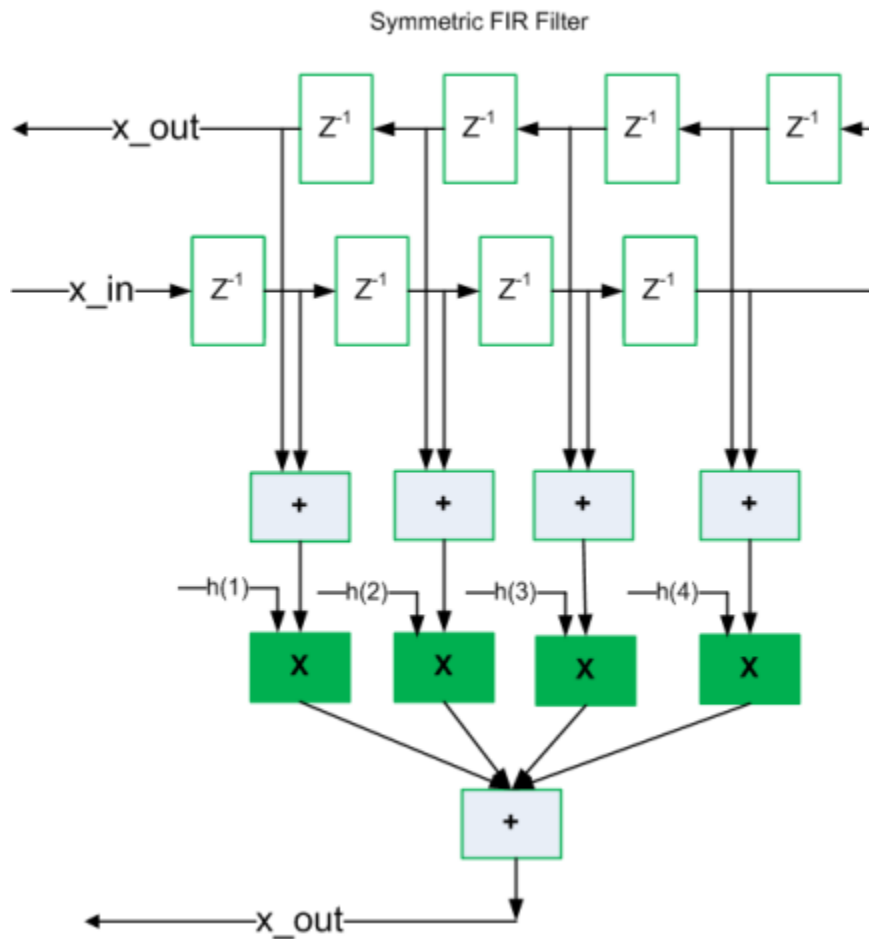 Symmetric FIR Filter
x_out Z⁻¹ Z⁻¹ Z⁻¹ Z⁻¹
x_in Z⁻¹ Z⁻¹ Z⁻¹ Z⁻¹
+ + + +
h(1) h(2) h(3) h(4)
X X X X
+
x_out